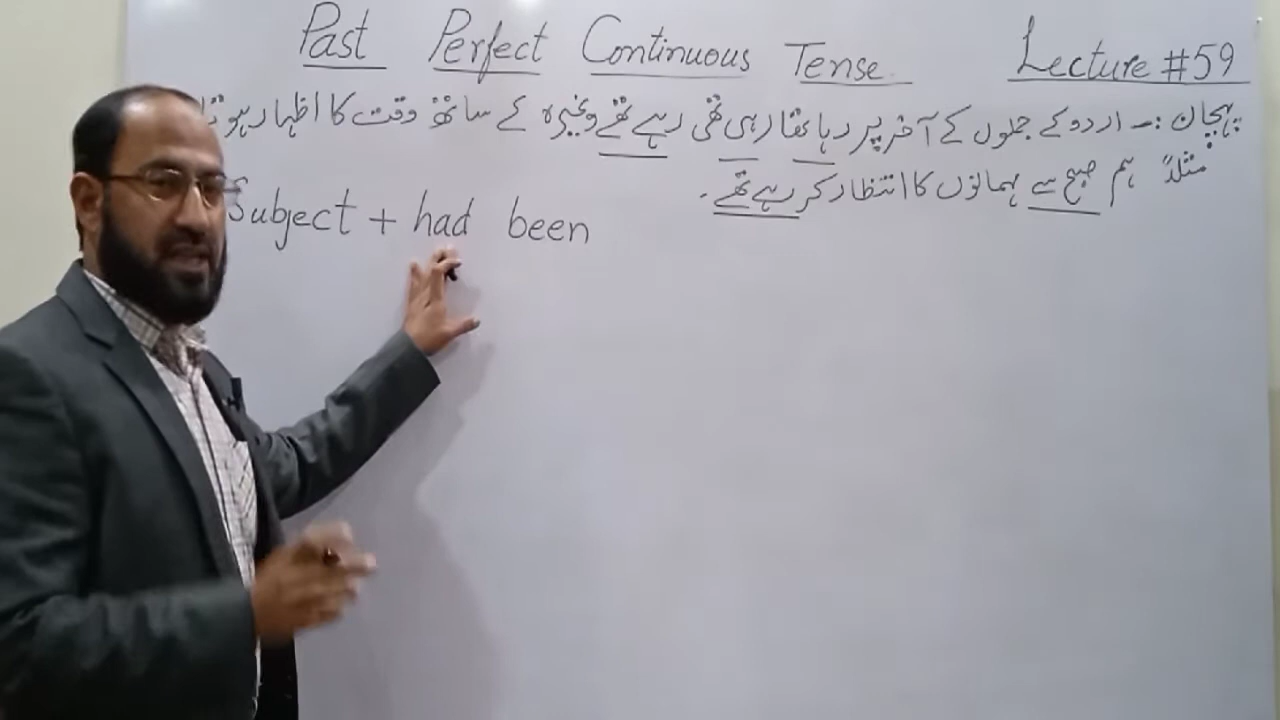 Past Perfect Continuous Tense Lecture #59
پہچان :- اردو کے جملوں کے آخر پر رہا تھا رہی تھی رہے تھے وغیرہ کے ساتھ وقت کا اظہار ہو
مثلاً ہم صبح سے مہمانوں کا انتظار کر رہے تھے۔
Subject + had been